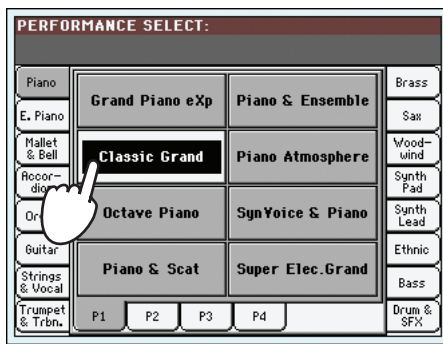 PERFORMANCE SELECT:
Piano
E. Piano
Mallet
& Bell
Accor-
dion
Guitar
Strings
& Vocal
Trumpet
& Trbn.
Grand Piano eXp
Piano & Ensemble
Classic Grand
Piano Atmosphere
Octave Piano
SynVoice & Piano
Piano & Scat
Super Elec.Grand
Brass
Sax
Wood-
wind
Synth
Pad
Synth
Lead
Ethnic
Bass
Drum &
SFX
P1
P2
P3
P4